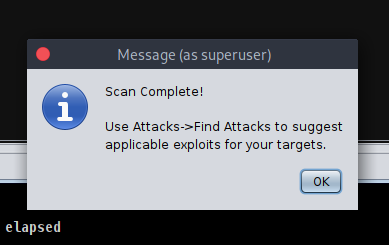 Message (as superuser)
Scan Complete!
Use Attacks->Find Attacks to suggest
applicable exploits for your targets.
OK
elapsed